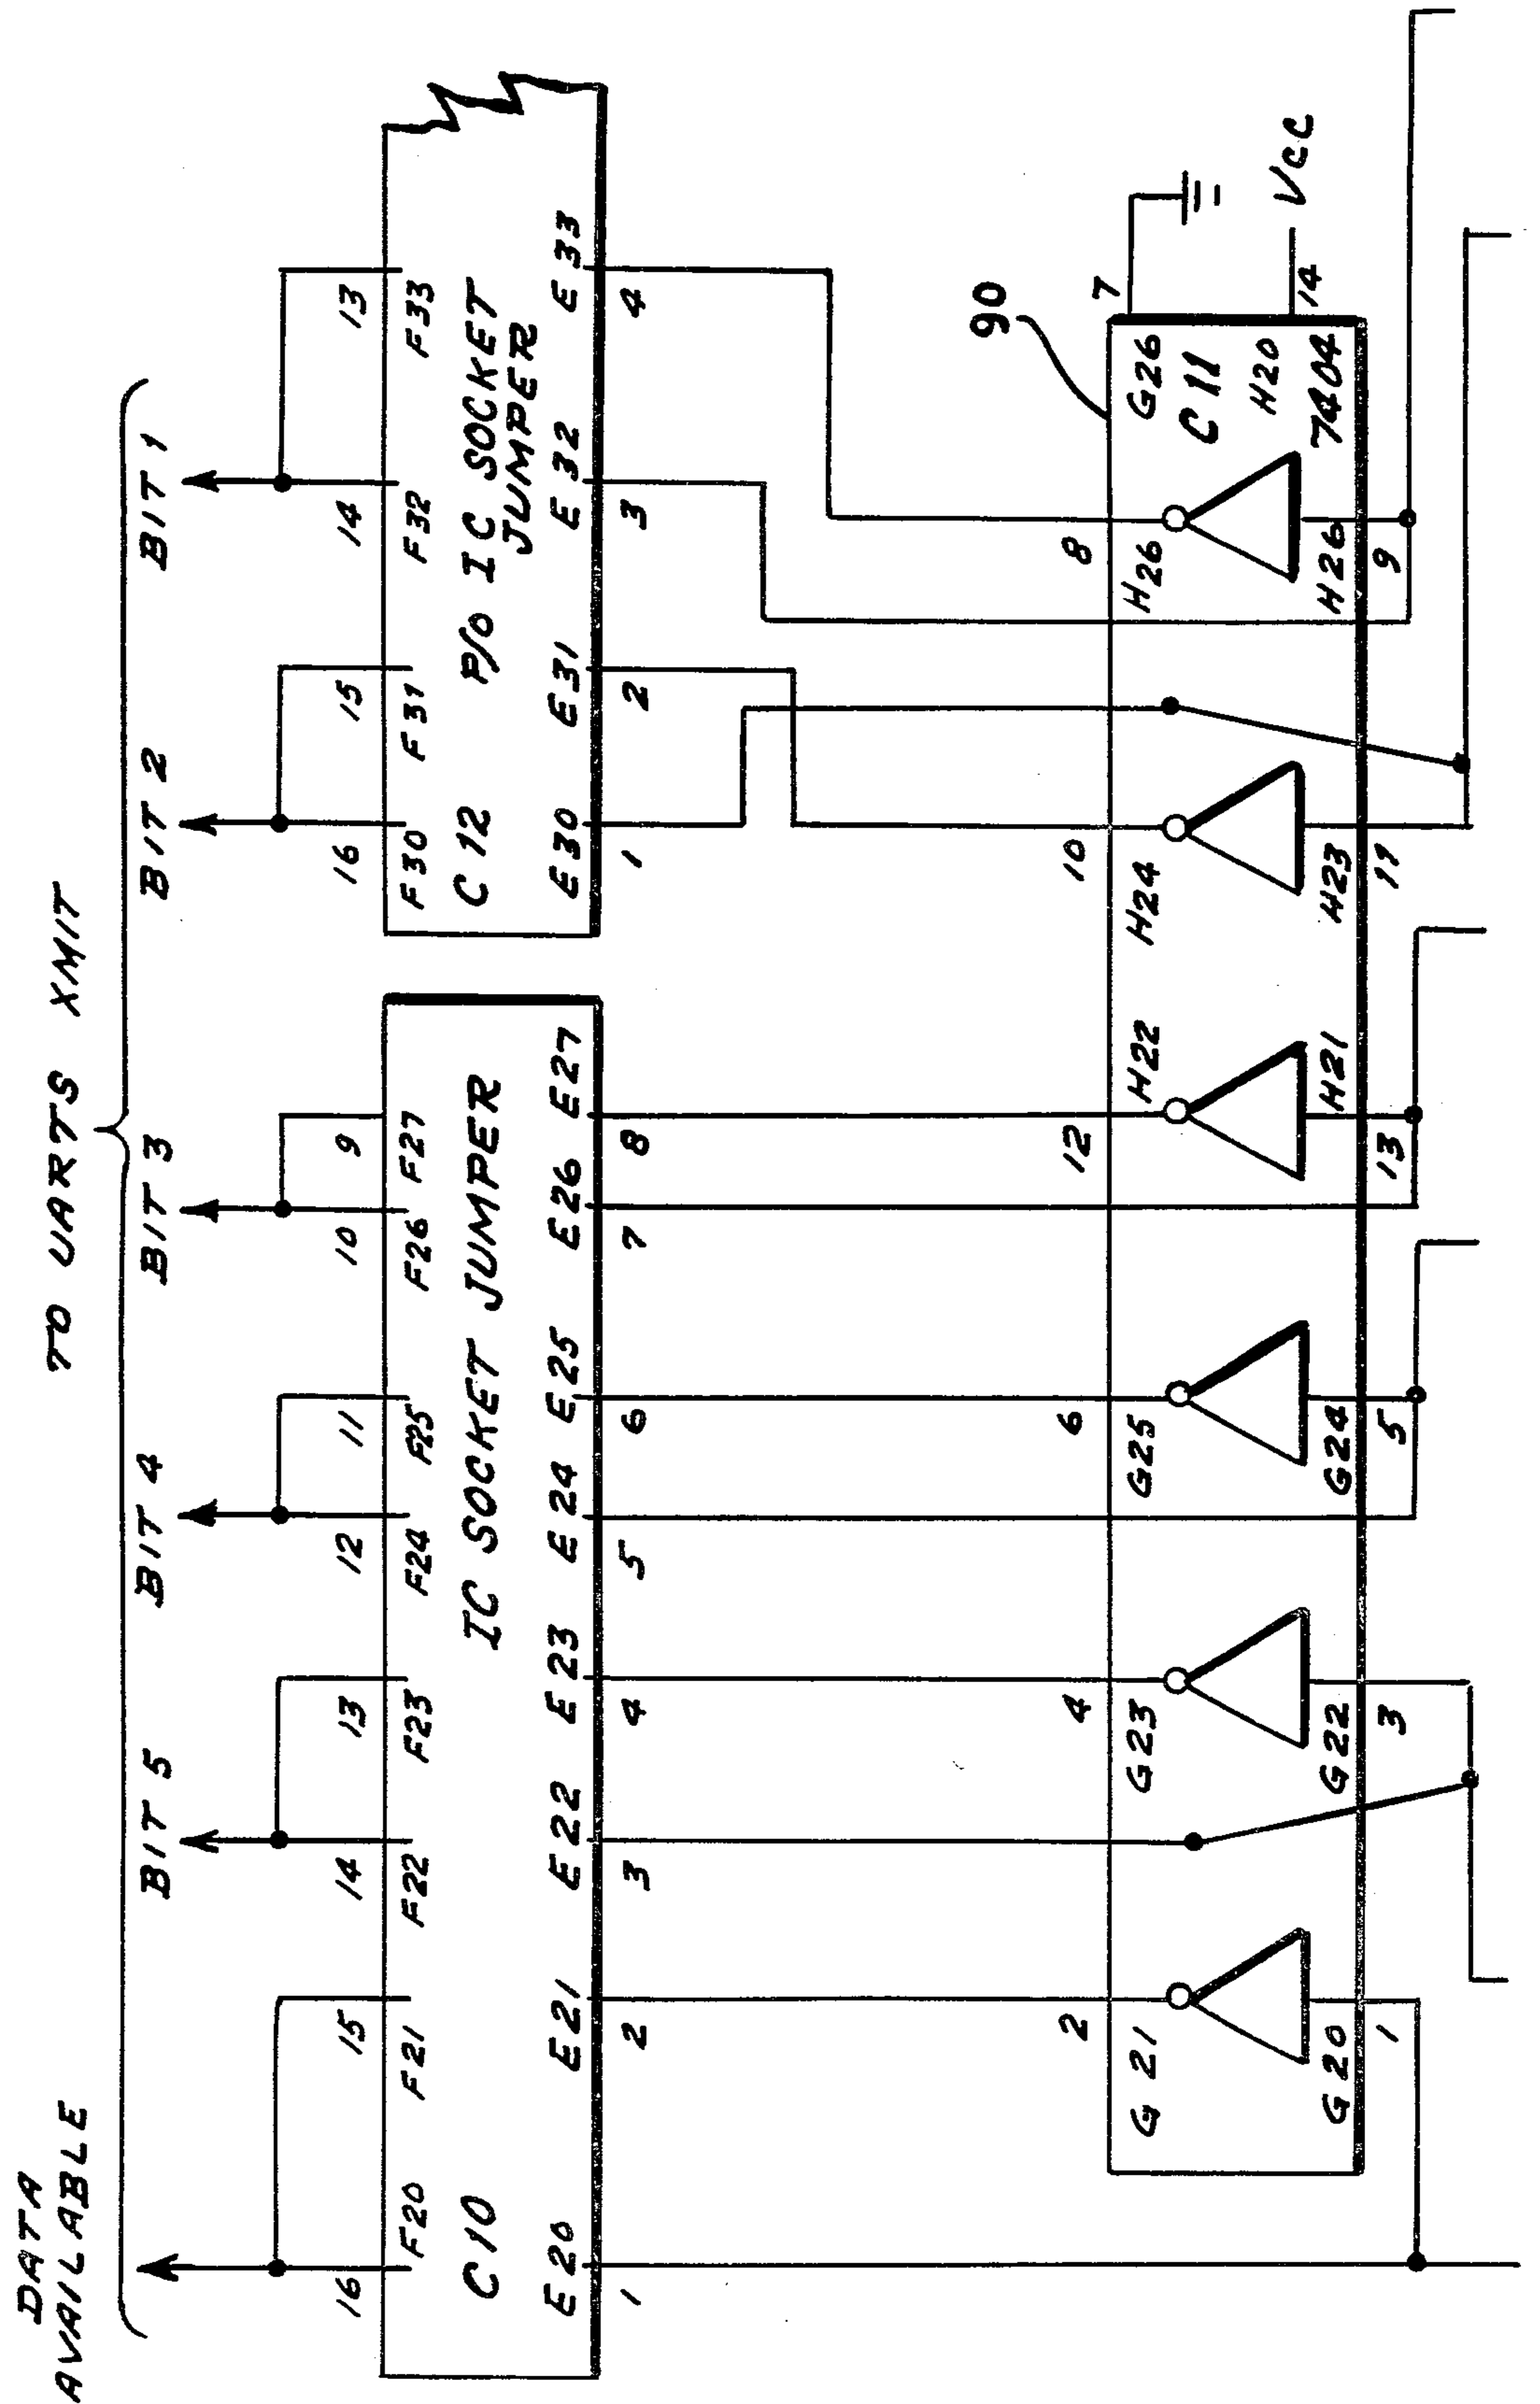 TO UARTS XMIT
DATA
AVAILABLE
BIT 5
BIT 4
BIT 3
BIT 2
BIT 1
16
15
14
13
12
11
10
9
16
15
14
13
F20
F21
F22
F23
F24
F25
F26
F27
F30
F31
F32
F33
C10
IC SOCKET JUMPER
C12
P/O IC SOCKET
JUMPER
E20
E21
E22
E23
E24
E25
E26
E27
E30
E31
E32
E33
1
2
3
4
5
6
7
8
1
2
3
4
90
2
4
6
12
10
8
7
G21
G23
G25
H22
H24
H26
G26
C11
H20
14
VCC
G20
G22
G24
H21
H23
H26
7404
1
3
5
13
11
9